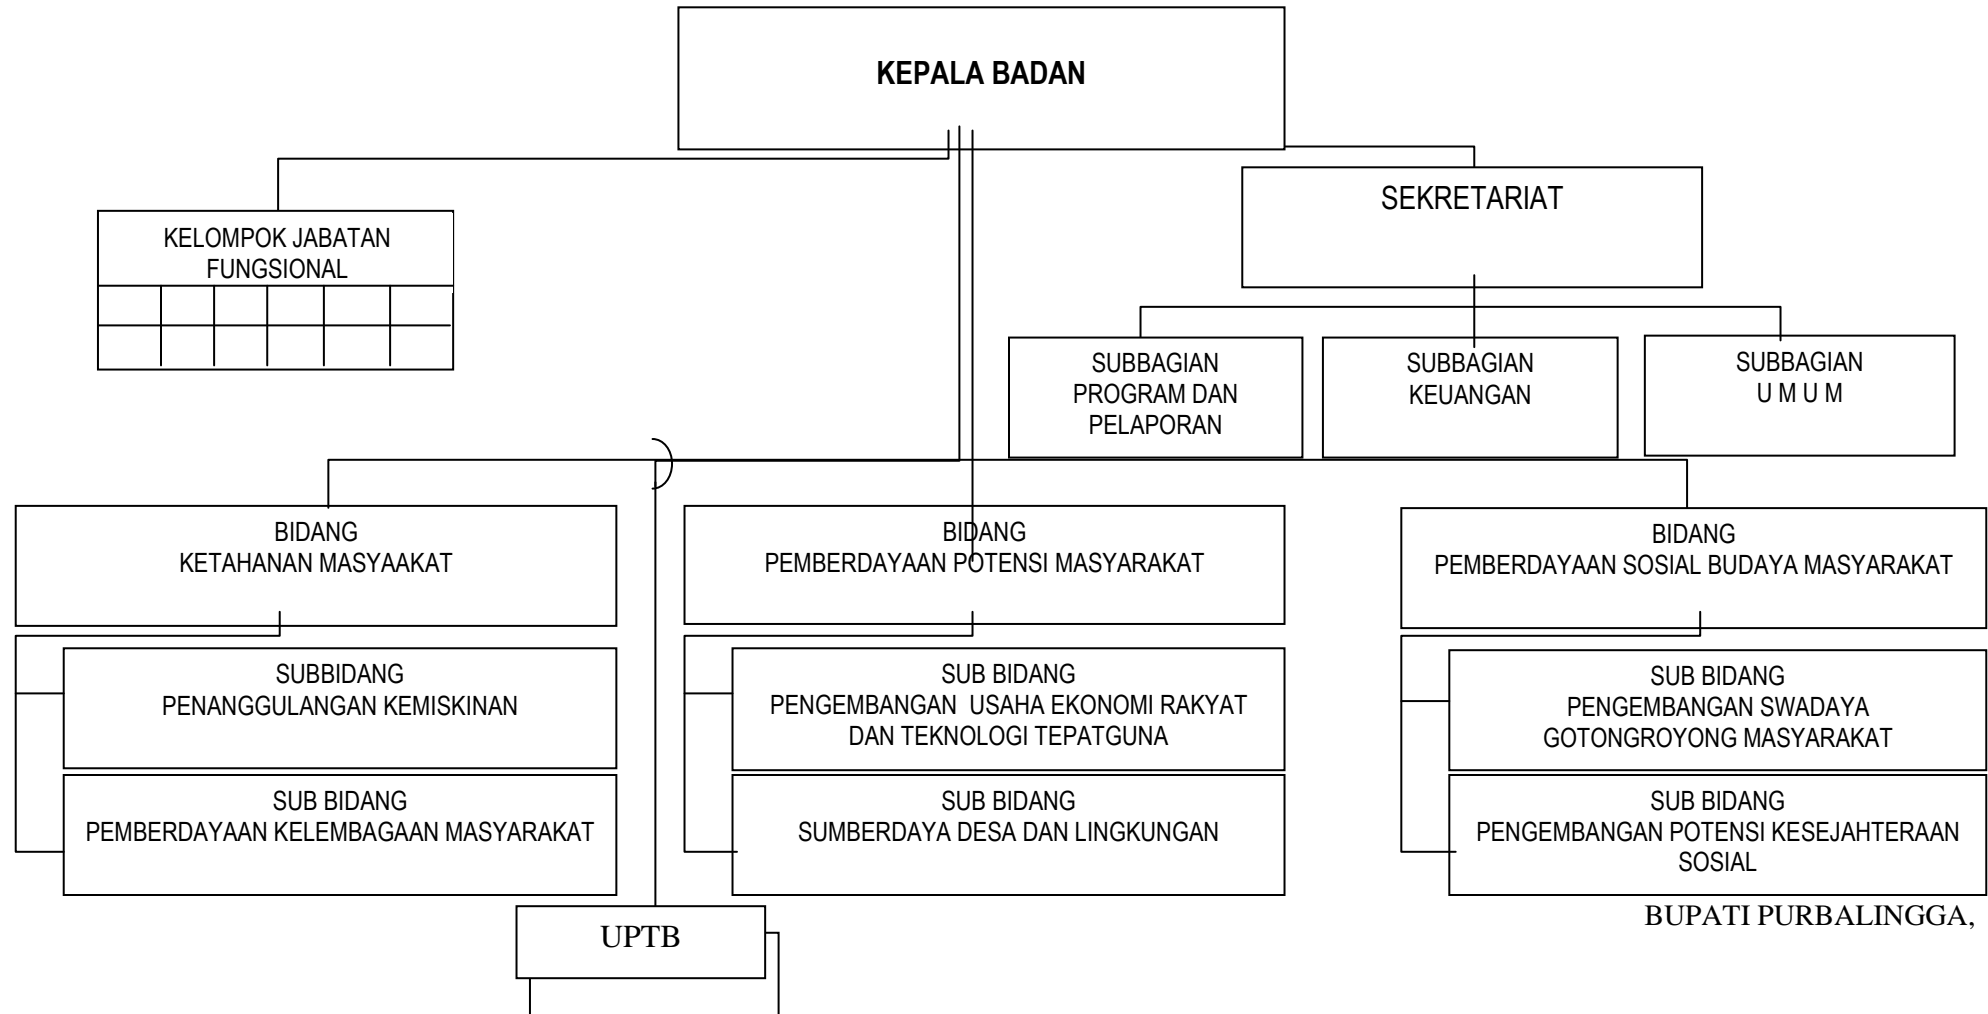 KEPALA BADAN
SEKRETARIAT
KELOMPOK JABATAN
FUNGSIONAL
SUBBAGIAN
PROGRAM DAN
PELAPORAN
SUBBAGIAN
KEUANGAN
SUBBAGIAN
U M U M
BIDANG
KETAHANAN MASYAAKAT
BIDANG
PEMBERDAYAAN POTENSI MASYARAKAT
BIDANG
PEMBERDAYAAN SOSIAL BUDAYA MASYARAKAT
SUBBIDANG
PENANGGULANGAN KEMISKINAN
SUB BIDANG
PENGEMBANGAN USAHA EKONOMI RAKYAT
DAN TEKNOLOGI TEPATGUNA
SUB BIDANG
PENGEMBANGAN SWADAYA
GOTONGROYONG MASYARAKAT
SUB BIDANG
PEMBERDAYAAN KELEMBAGAAN MASYARAKAT
SUB BIDANG
SUMBERDAYA DESA DAN LINGKUNGAN
SUB BIDANG
PENGEMBANGAN POTENSI KESEJAHTERAAN
SOSIAL
UPTB
BUPATI PURBALINGGA,